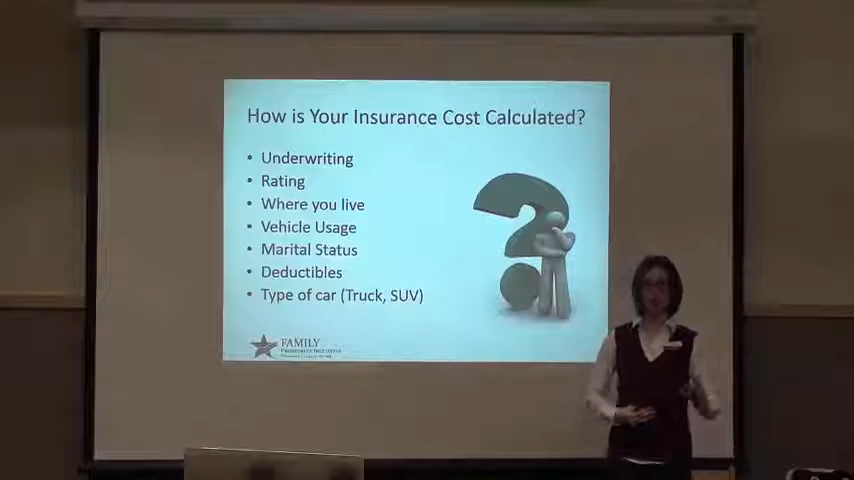 How is Your Insurance Cost Calculated?
• Underwriting
• Rating
• Where you live
• Vehicle Usage
• Marital Status
• Deductibles
• Type of car (Truck, SUV)
FAMILY